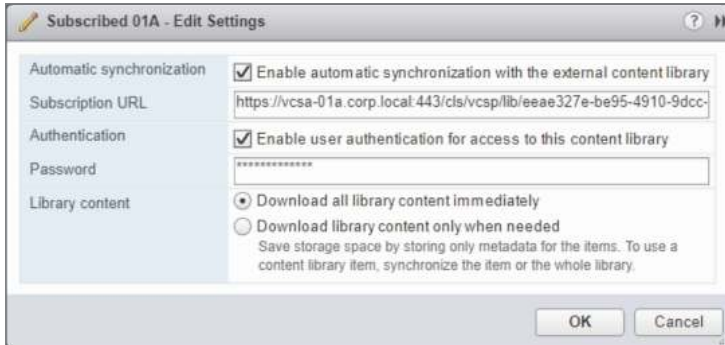 Subscribed 01A - Edit Settings
Automatic synchronization Enable automatic synchronization with the external content library
Subscription URL https://vcsa-01a.corp.local:443/cls/vcsp/lib/eeae327e-be95-4910-9dcc-
Authentication Enable user authentication for access to this content library
Password *************
Library content Download all library content immediately
Download library content only when needed
Save storage space by storing only metadata for the items. To use a
content library item, synchronize the item or the whole library.
OK Cancel